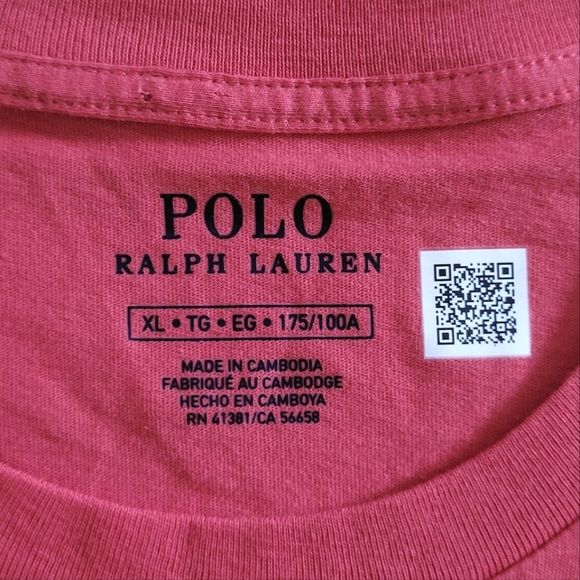 POLO
RALPH LAUREN
XL • TG • EG • 175/100A
MADE IN CAMBODIA
FABRIQUÉ AU CAMBODGE
HECHO EN CAMBOYA
RN 41381/CA 56658